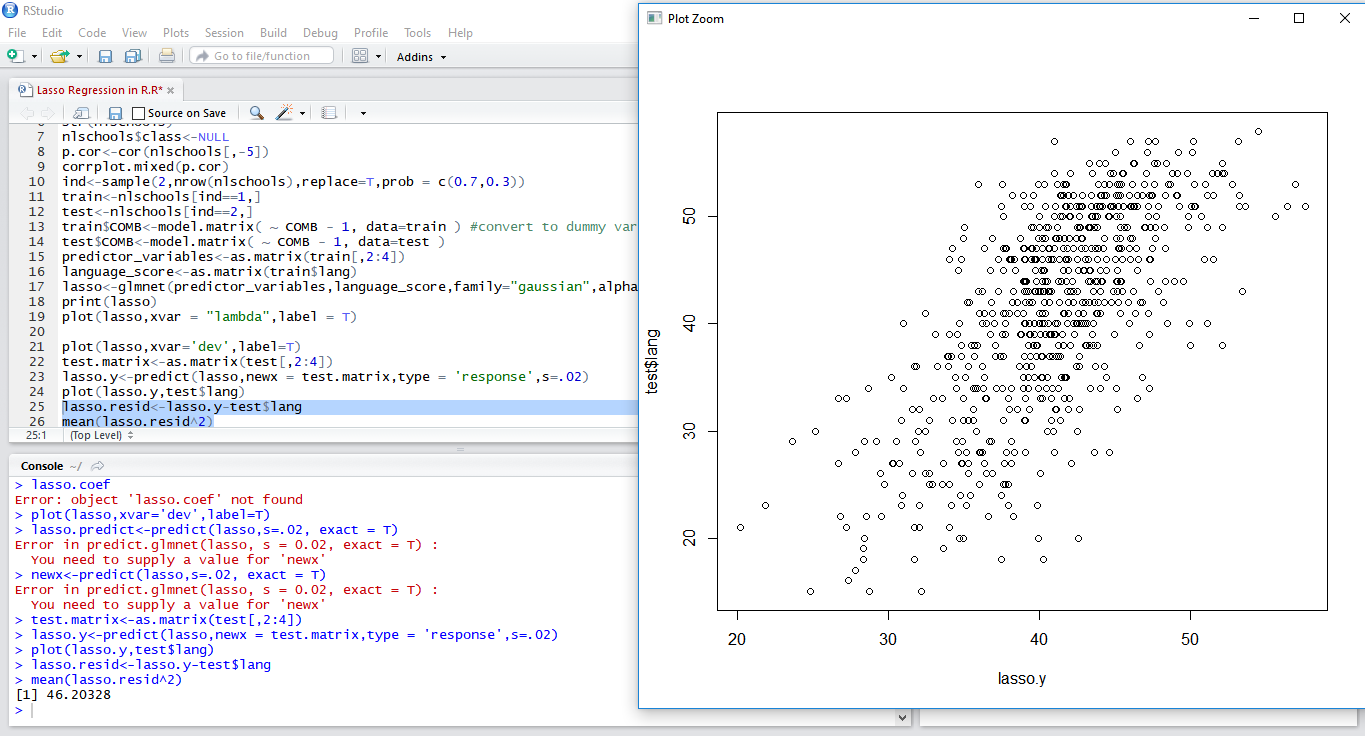 RStudio
File Edit Code View Plots Session Build Debug Profile Tools Help
Go to file/function Addins
Lasso Regression in R.R*
Source on Save
7 nlschools$class<-NULL
8 p.cor<-cor(nlschools[,-5])
9 corrplot.mixed(p.cor)
10 ind<-sample(2,nrow(nlschools),replace=T,prob = c(0.7,0.3))
11 train<-nlschools[ind==1,]
12 test<-nlschools[ind==2,]
13 train$COMB<-model.matrix( ~ COMB - 1, data=train ) #convert to dummy var
14 test$COMB<-model.matrix( ~ COMB - 1, data=test )
15 predictor_variables<-as.matrix(train[,2:4])
16 language_score<-as.matrix(train$lang)
17 lasso<-glmnet(predictor_variables,language_score,family="gaussian",alpha
18 print(lasso)
19 plot(lasso,xvar = "lambda",label = T)
20
21 plot(lasso,xvar='dev',label=T)
22 test.matrix<-as.matrix(test[,2:4])
23 lasso.y<-predict(lasso,newx = test.matrix,type = 'response',s=.02)
24 plot(lasso.y,test$lang)
25 lasso.resid<-lasso.y-test$lang
26 mean(lasso.resid^2)
25:1 (Top Level)
Console ~/
> lasso.coef
Error: object 'lasso.coef' not found
> plot(lasso,xvar='dev',label=T)
> lasso.predict<-predict(lasso,s=.02, exact = T)
Error in predict.glmnet(lasso, s = 0.02, exact = T) :
You need to supply a value for 'newx'
> newx<-predict(lasso,s=.02, exact = T)
Error in predict.glmnet(lasso, s = 0.02, exact = T) :
You need to supply a value for 'newx'
> test.matrix<-as.matrix(test[,2:4])
> lasso.y<-predict(lasso,newx = test.matrix,type = 'response',s=.02)
> plot(lasso.y,test$lang)
> lasso.resid<-lasso.y-test$lang
> mean(lasso.resid^2)
[1] 46.20328
>
Plot Zoom
50
40
30
20
test$lang
20 30 40 50
lasso.y